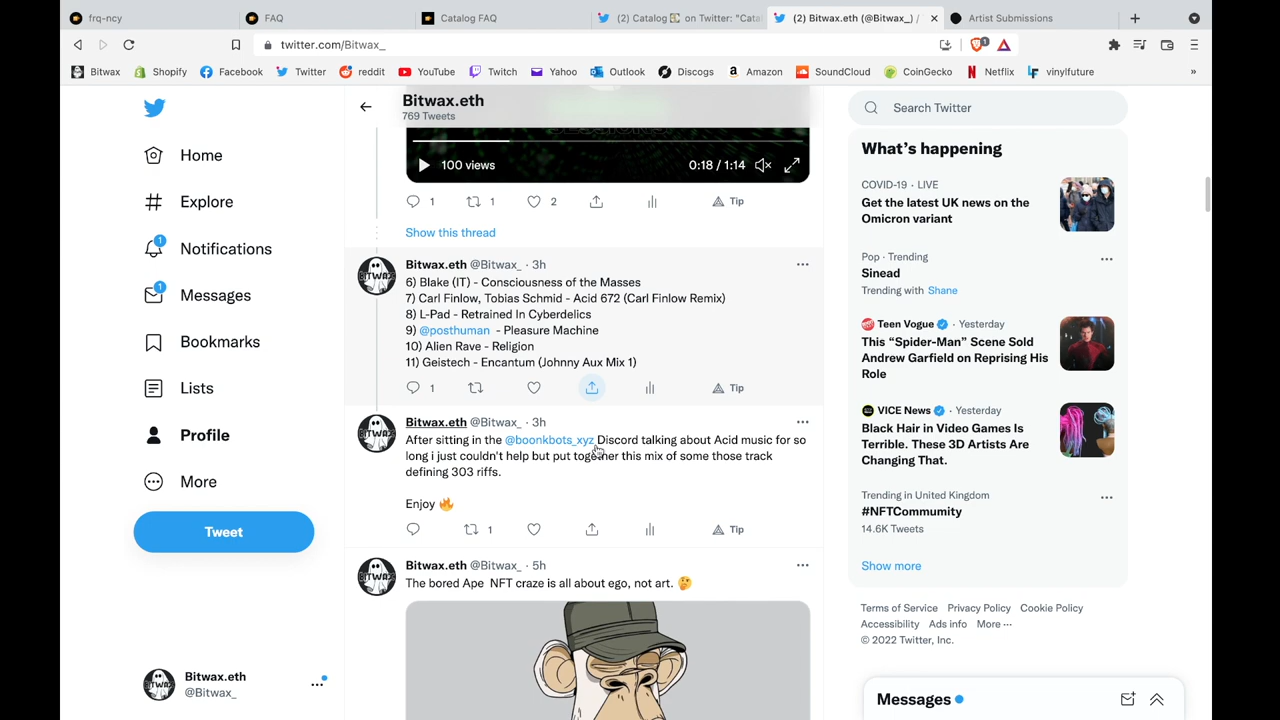 frq-ncy
FAQ
Catalog FAQ
(2) Catalog 💽 on Twitter: "Cata
(2) Bitwax.eth (@Bitwax_) /
Artist Submissions
twitter.com/Bitwax_
1
Bitwax
Shopify
Facebook
Twitter
reddit
YouTube
Twitch
Yahoo
Outlook
Discogs
Amazon
SoundCloud
CoinGecko
Netflix
vinylfuture
»
Bitwax.eth
769 Tweets
Search Twitter
Home
Explore
1
Notifications
1
Messages
Bookmarks
Lists
Profile
More
Tweet
Bitwax.eth
@Bitwax_
100 views
0:18 / 1:14
1
1
2
Tip
Show this thread
BITWAX
Bitwax.eth @Bitwax_ · 3h
6) Blake (IT) - Consciousness of the Masses
7) Carl Finlow, Tobias Schmid - Acid 672 (Carl Finlow Remix)
8) L-Pad - Retrained In Cyberdelics
9) @posthuman - Pleasure Machine
10) Alien Rave - Religion
11) Geistech - Encantum (Johnny Aux Mix 1)
1
Tip
BITWAX
Bitwax.eth @Bitwax_ · 3h
After sitting in the @boonkbots_xyz Discord talking about Acid music for so
long i just couldn't help but put together this mix of some those track
defining 303 riffs.
Enjoy 🔥
1
Tip
BITWAX
Bitwax.eth @Bitwax_ · 5h
The bored Ape NFT craze is all about ego, not art. 🤔
What's happening
COVID-19 · LIVE
Get the latest UK news on the
Omicron variant
Pop · Trending
Sinead
Trending with Shane
Teen Vogue · Yesterday
This “Spider-Man” Scene Sold
Andrew Garfield on Reprising His
Role
VICE News · Yesterday
Black Hair in Video Games Is
Terrible. These 3D Artists Are
Changing That.
Trending in United Kingdom
#NFTCommumity
14.6K Tweets
Show more
Terms of Service Privacy Policy Cookie Policy
Accessibility Ads info More ···
© 2022 Twitter, Inc.
Messages